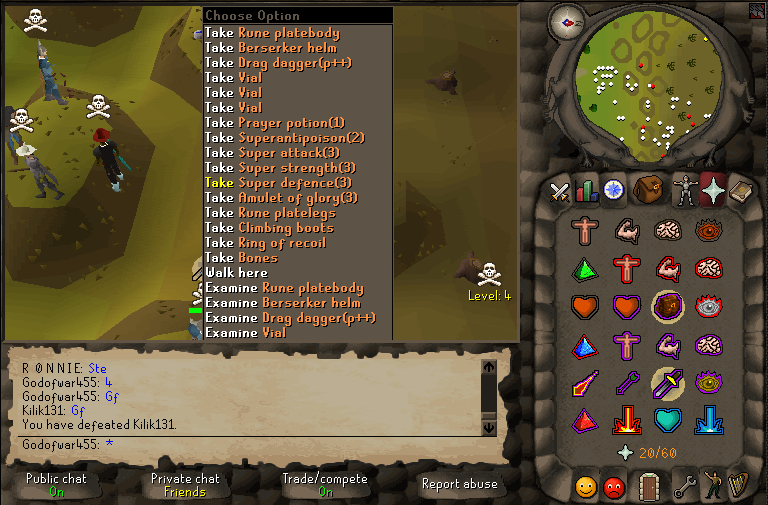 Choose Option
Take Rune platebody
Take Berserker helm
Take Drag dagger(p++)
Take Vial
Take Vial
Take Vial
Take Prayer potion(1)
Take Superantipoison(2)
Take Super attack(3)
Take Super strength(3)
Take Super defence(3)
Take Amulet of glory(3)
Take Rune platelegs
Take Climbing boots
Take Ring of recoil
Take Bones
Walk here
Examine Rune platebody
Examine Berserker helm
Examine Drag dagger(p++)
Examine Vial
Level: 4
R 0 N N I E: Ste
Godofwar455: 4
Godofwar455: Gf
Kilik131: Gf
You have defeated Kilik131.
Godofwar455: *
20/60
Public chat
On
Private chat
Friends
Trade/compete
On
Report abuse